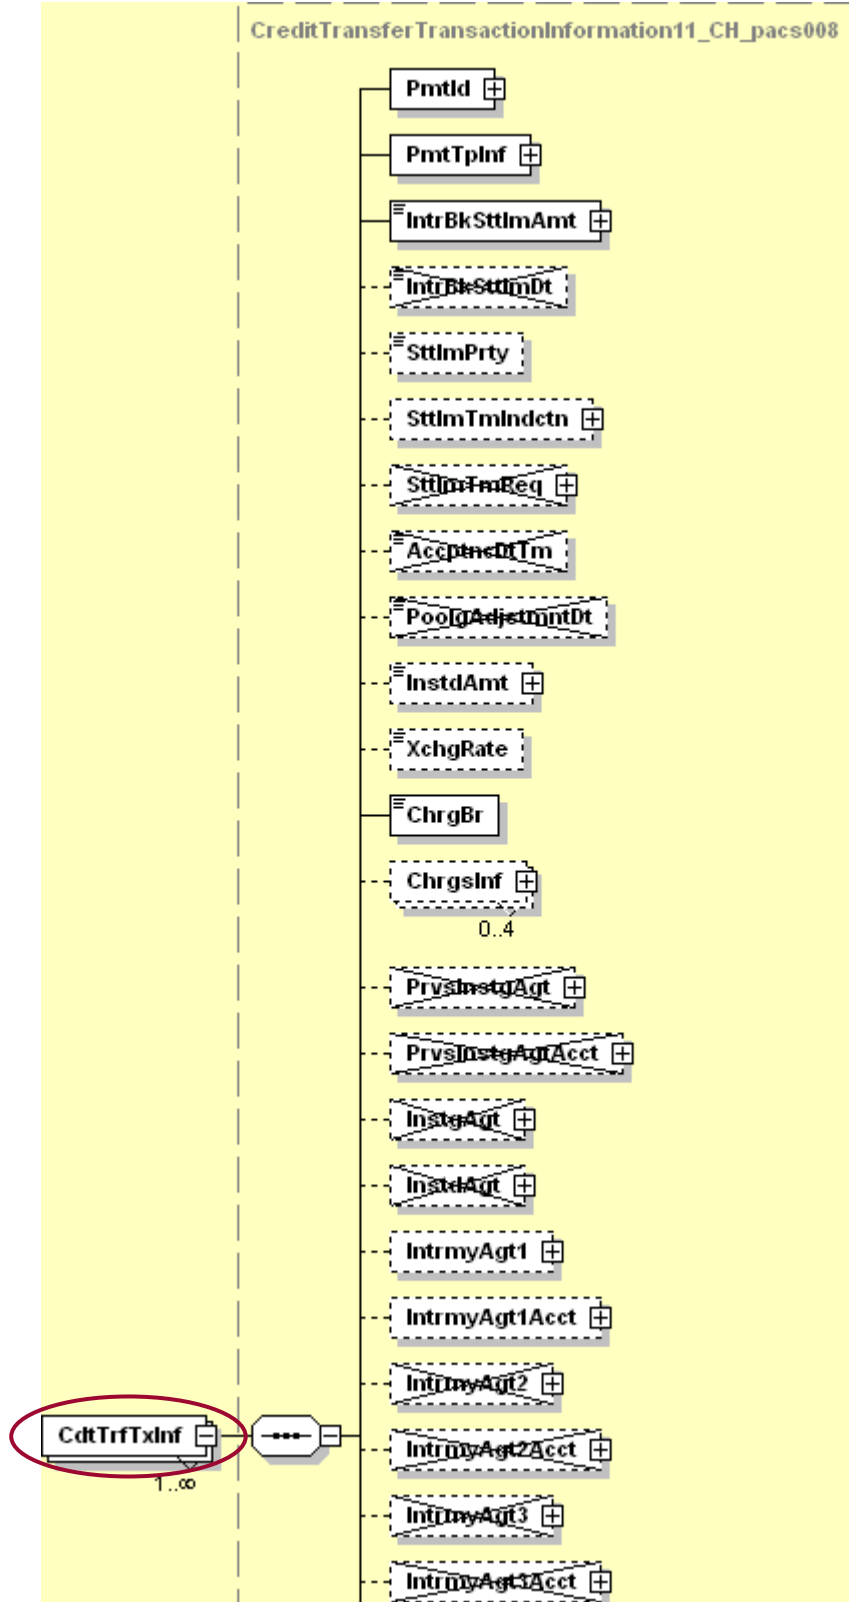 CreditTransferTransactionInformation11_CH_pacs008
PmtId
PmtTpInf
IntrBkSttlmAmt
IntrBkSttlmDt
SttlmPrty
SttlmTmIndctn
SttlmTmReq
AccptncDtTm
PoolgAdjstmntDt
InstdAmt
XchgRate
ChrgBr
ChrgsInf
0..4
PrvsInstgAgt
PrvsInstgAgtAcct
InstgAgt
InstdAgt
IntrmyAgt1
IntrmyAgt1Acct
IntrmyAgt2
CdtTrfTxInf
1..∞
IntrmyAgt2Acct
IntrmyAgt3
IntrmyAgt3Acct